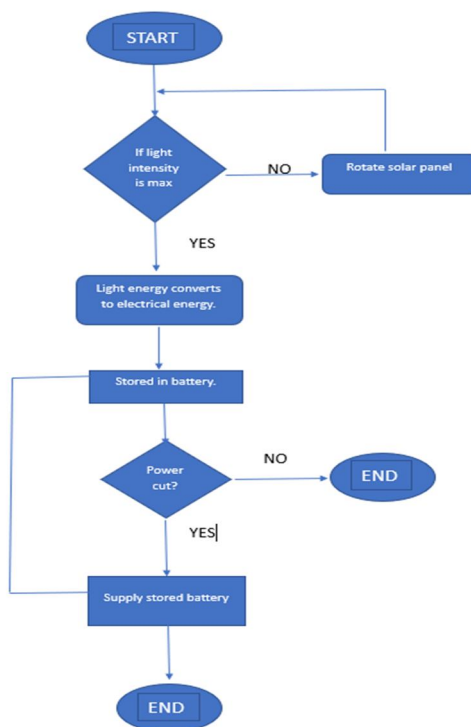 START
If light
intensity
is max
NO
Rotate solar panel
YES
Light energy converts
to electrical energy.
Stored in battery.
Power
cut?
NO
END
YES
Supply stored battery
END